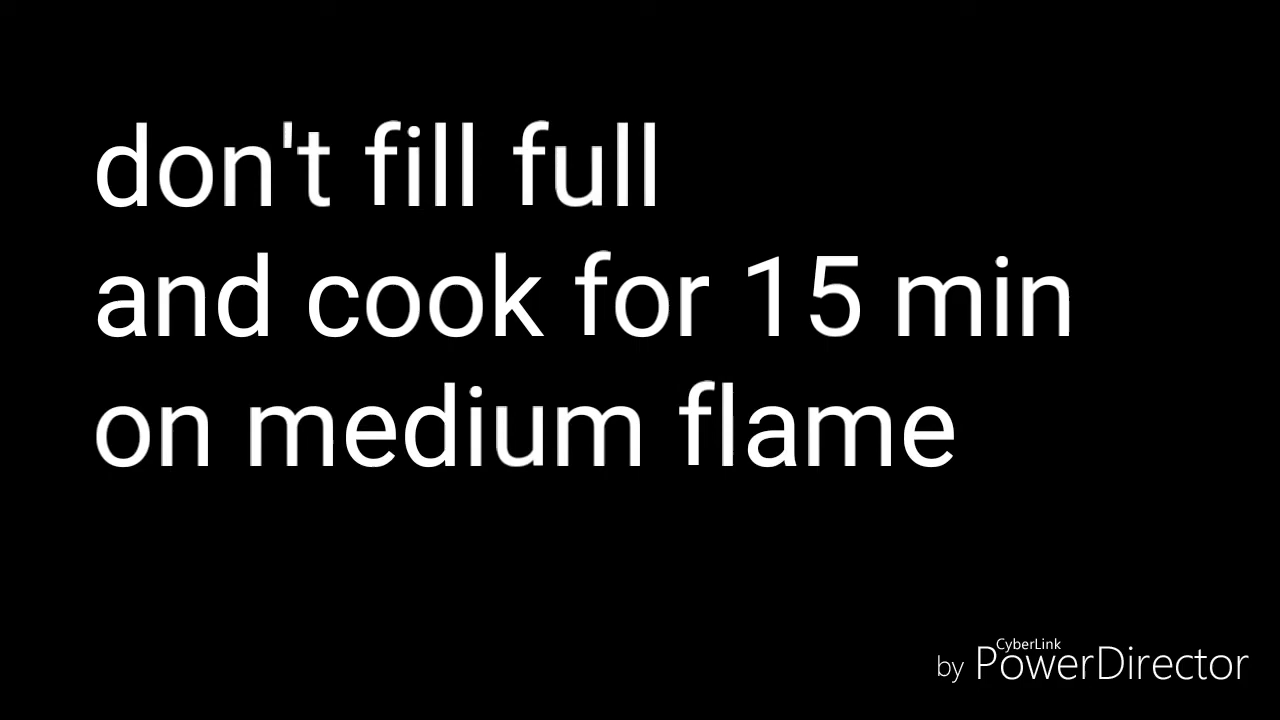 don't fill full
and cook for 15 min
on medium flame
CyberLink
by PowerDirector